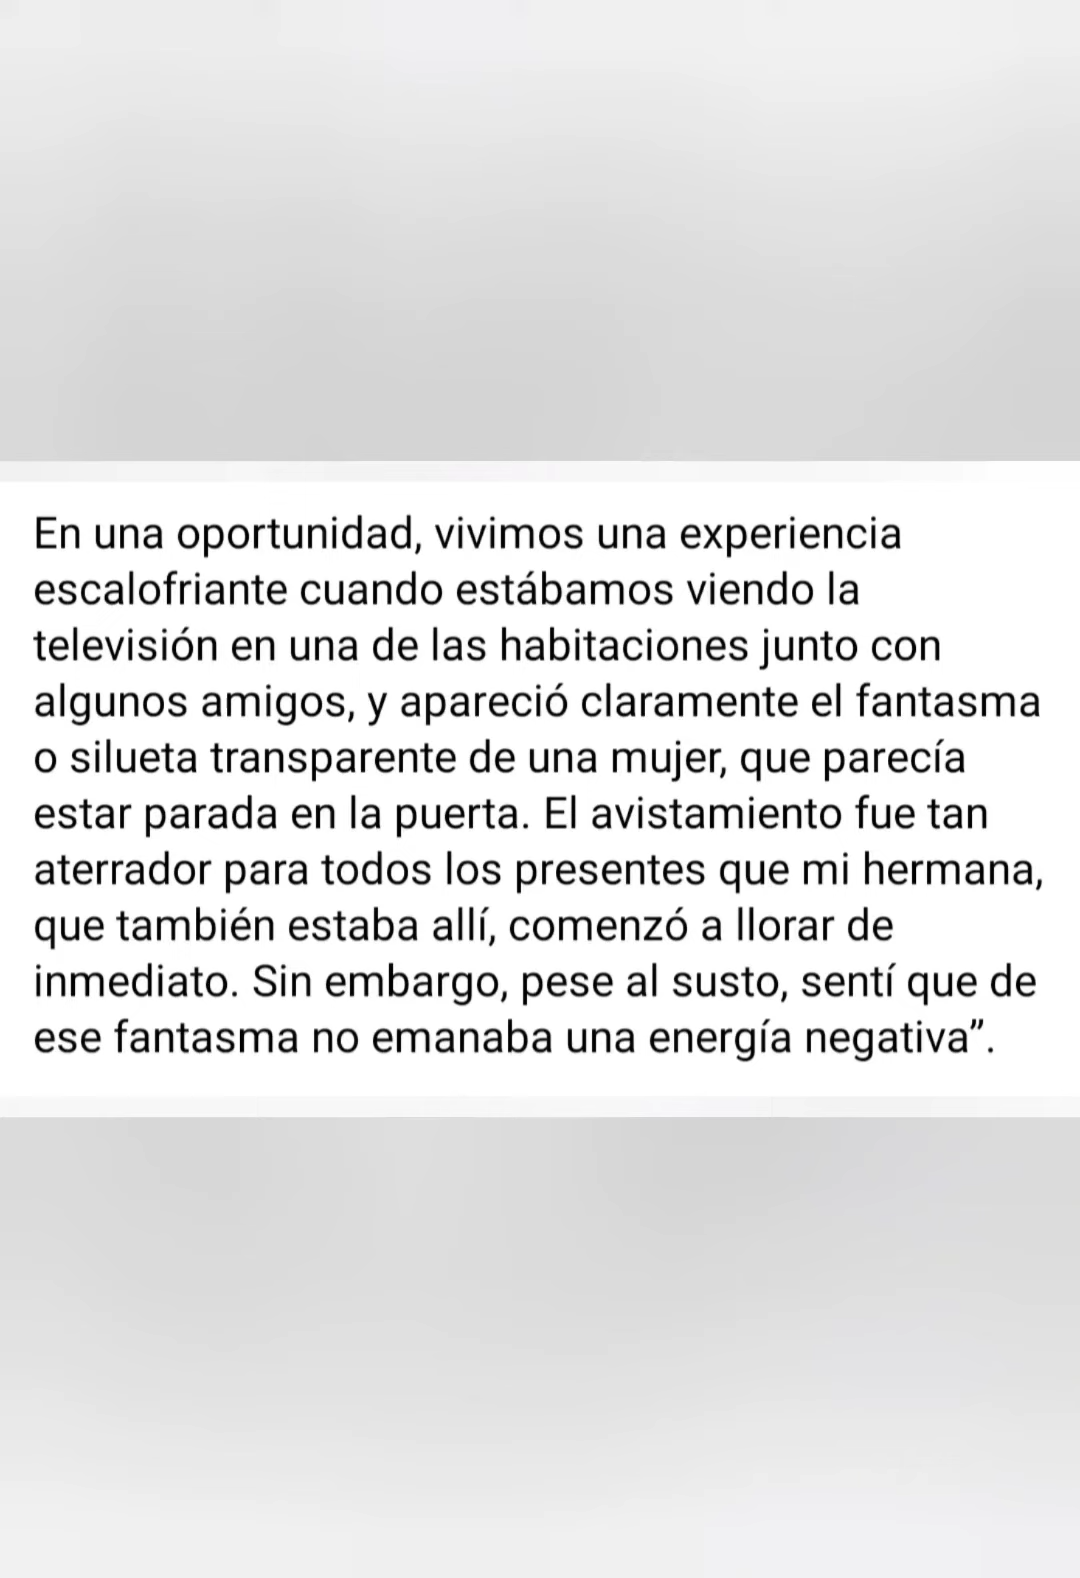 En una oportunidad, vivimos una experiencia
escalofriante cuando estábamos viendo la
televisión en una de las habitaciones junto con
algunos amigos, y apareció claramente el fantasma
o silueta transparente de una mujer, que parecía
estar parada en la puerta. El avistamiento fue tan
aterrador para todos los presentes que mi hermana,
que también estaba allí, comenzó a llorar de
inmediato. Sin embargo, pese al susto, sentí que de
ese fantasma no emanaba una energía negativa”.